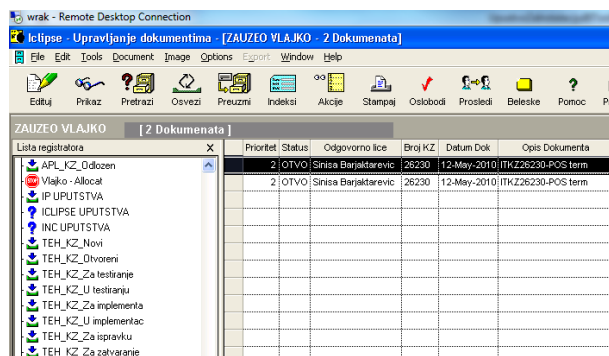 wrak - Remote Desktop Connection
Iclipse - Upravljanje dokumentima - [ZAUZEO VLAJKO - 2 Dokumenata]
File Edit Tools Document Image Options Export Window Help
Edituj Prikaz Pretrazi Osvezi Preuzmi Indeksi Akcije Stampaj Oslobodi Prosledi Beleske Pomoc
ZAUZEO VLAJKO [ 2 Dokumenata ]
Lista registratora X Prioritet Status Odgovorno lice Broj KZ Datum Dok Opis Dokumenta
APL_KZ_Odlozen 2 OTVO Sinisa Barjaktarevic 26230 12-May-2010 ITKZ26230-POS term
Vlajko - Allocat 2 OTVO Sinisa Barjaktarevic 26230 12-May-2010 ITKZ26230-POS term
IP UPUTSTVA
ICLIPSE UPUTSTVA
INC UPUTSTVA
TEH_KZ_Novi
TEH_KZ_Otvoreni
TEH_KZ_Za testiranje
TEH_KZ_U testiranju
TEH_KZ_Za implementa
TEH_KZ_U implementac
TEH_KZ_Za ispravku
TEH_KZ_Za zatvaranje